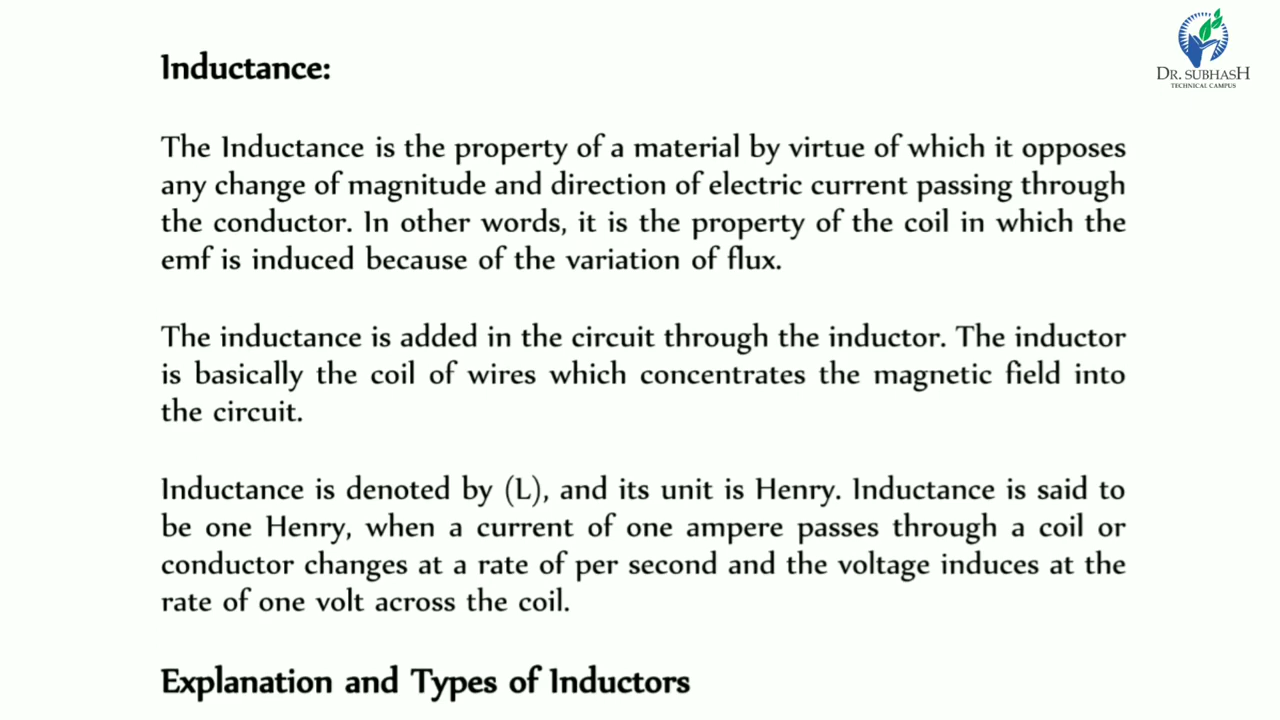 DR. SUBHASH
TECHNICAL CAMPUS
Inductance:
The Inductance is the property of a material by virtue of which it opposes
any change of magnitude and direction of electric current passing through
the conductor. In other words, it is the property of the coil in which the
emf is induced because of the variation of flux.
The inductance is added in the circuit through the inductor. The inductor
is basically the coil of wires which concentrates the magnetic field into
the circuit.
Inductance is denoted by (L), and its unit is Henry. Inductance is said to
be one Henry, when a current of one ampere passes through a coil or
conductor changes at a rate of per second and the voltage induces at the
rate of one volt across the coil.
Explanation and Types of Inductors